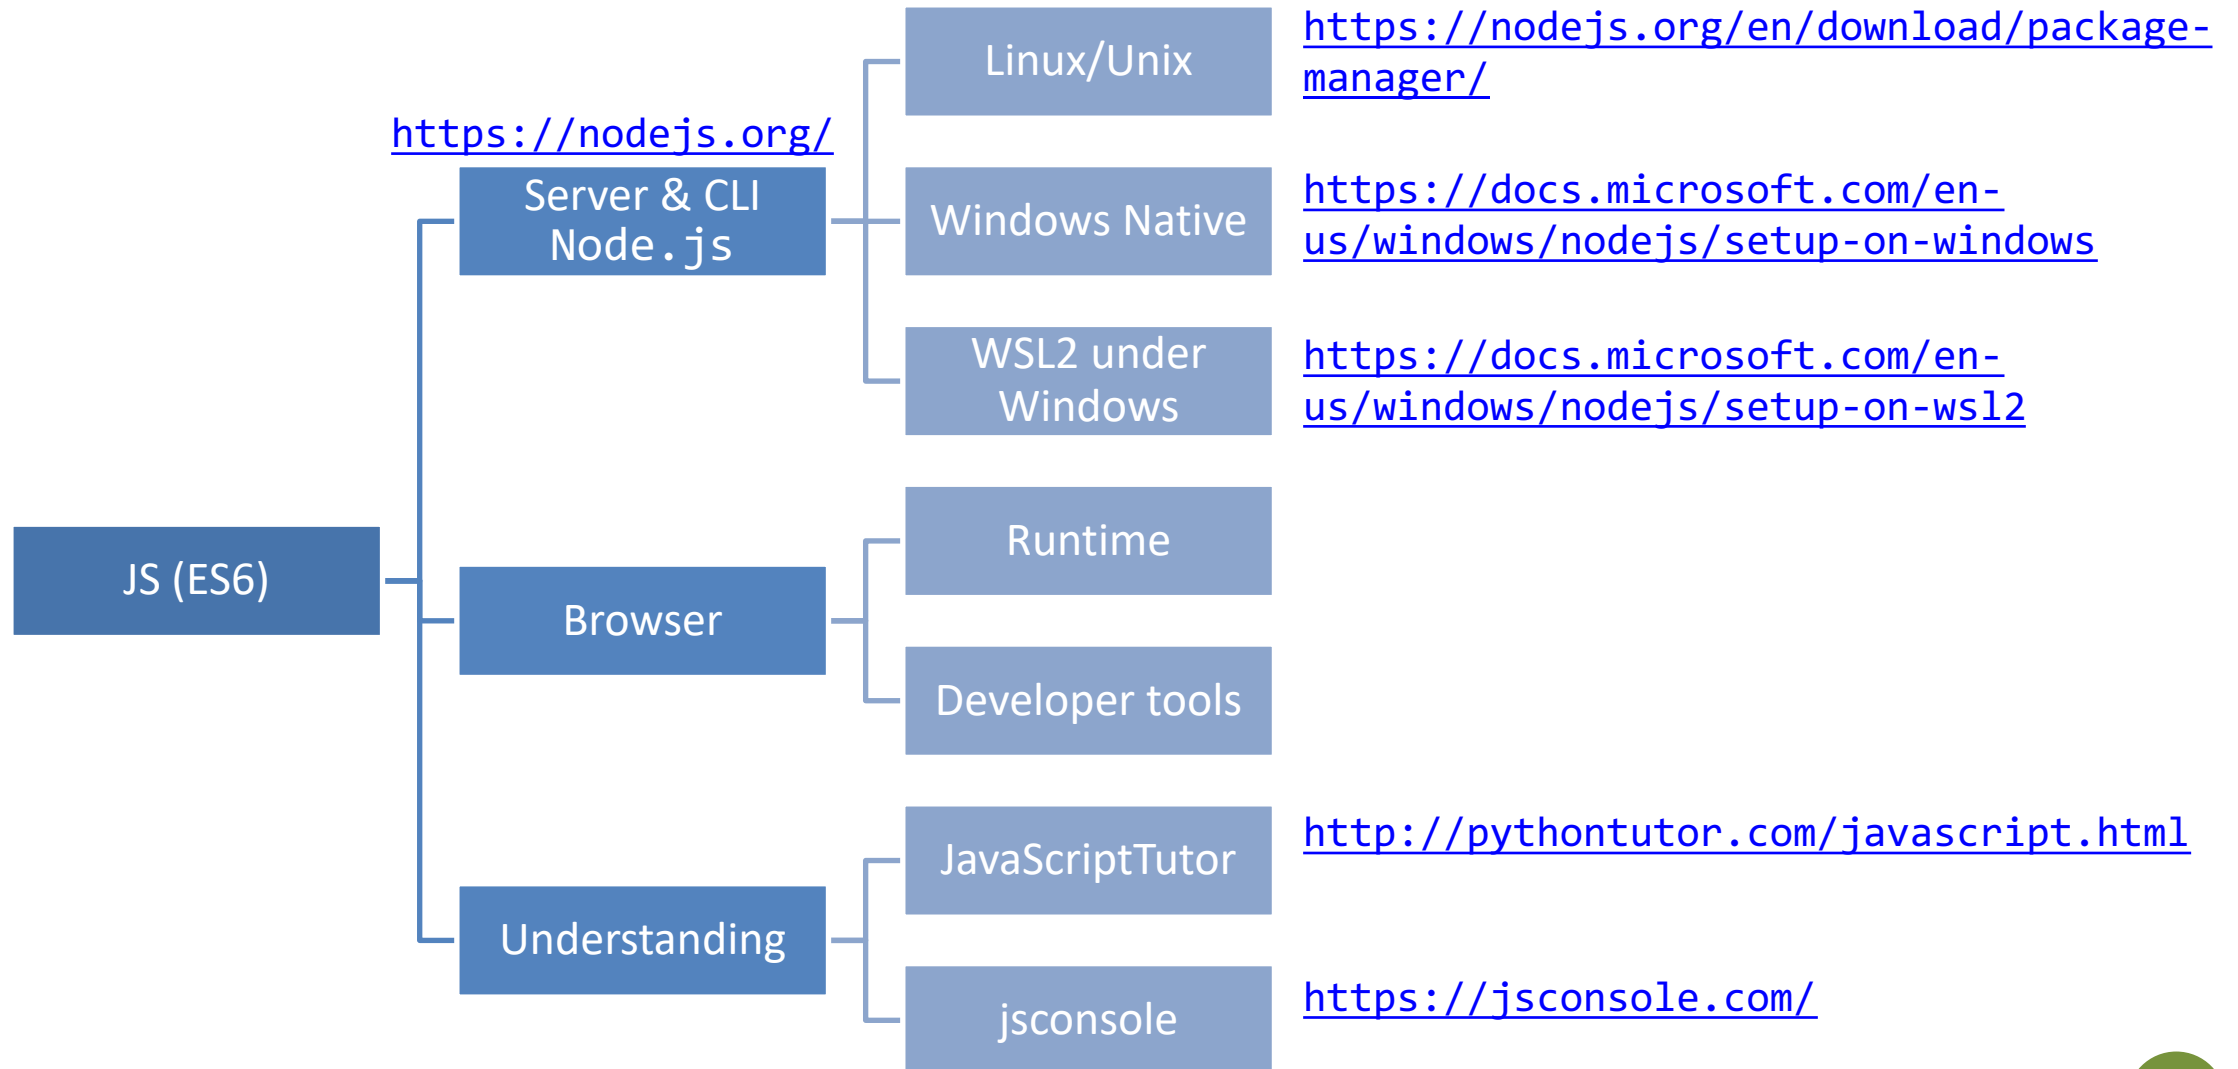 Linux/Unix
https://nodejs.org/en/download/package-
manager/
https://nodejs.org/
Server & CLI
Node.js
Windows Native
https://docs.microsoft.com/en-
us/windows/nodejs/setup-on-windows
WSL2 under
Windows
https://docs.microsoft.com/en-
us/windows/nodejs/setup-on-wsl2
JS (ES6)
Browser
Runtime
Developer tools
Understanding
JavaScriptTutor
http://pythontutor.com/javascript.html
jsconsole
https://jsconsole.com/